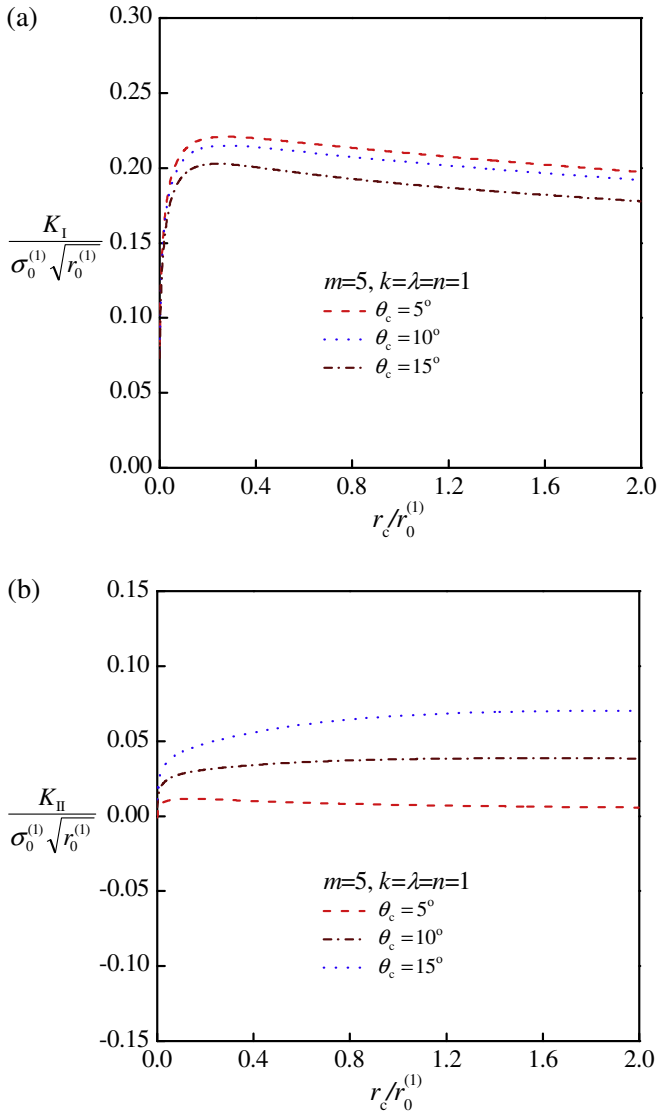 (a)
0.30
0.25
0.20
0.15
0.10
0.05
0.00
K_I / σ_0^(1) √r_0^(1)
m=5, k=λ=n=1
θ_c = 5°
θ_c = 10°
θ_c = 15°
0.0 0.4 0.8 1.2 1.6 2.0
r_c/r_0^(1)
(b)
0.15
0.10
0.05
0.00
-0.05
-0.10
-0.15
K_II / σ_0^(1) √r_0^(1)
m=5, k=λ=n=1
θ_c = 5°
θ_c = 10°
θ_c = 15°
0.0 0.4 0.8 1.2 1.6 2.0
r_c/r_0^(1)